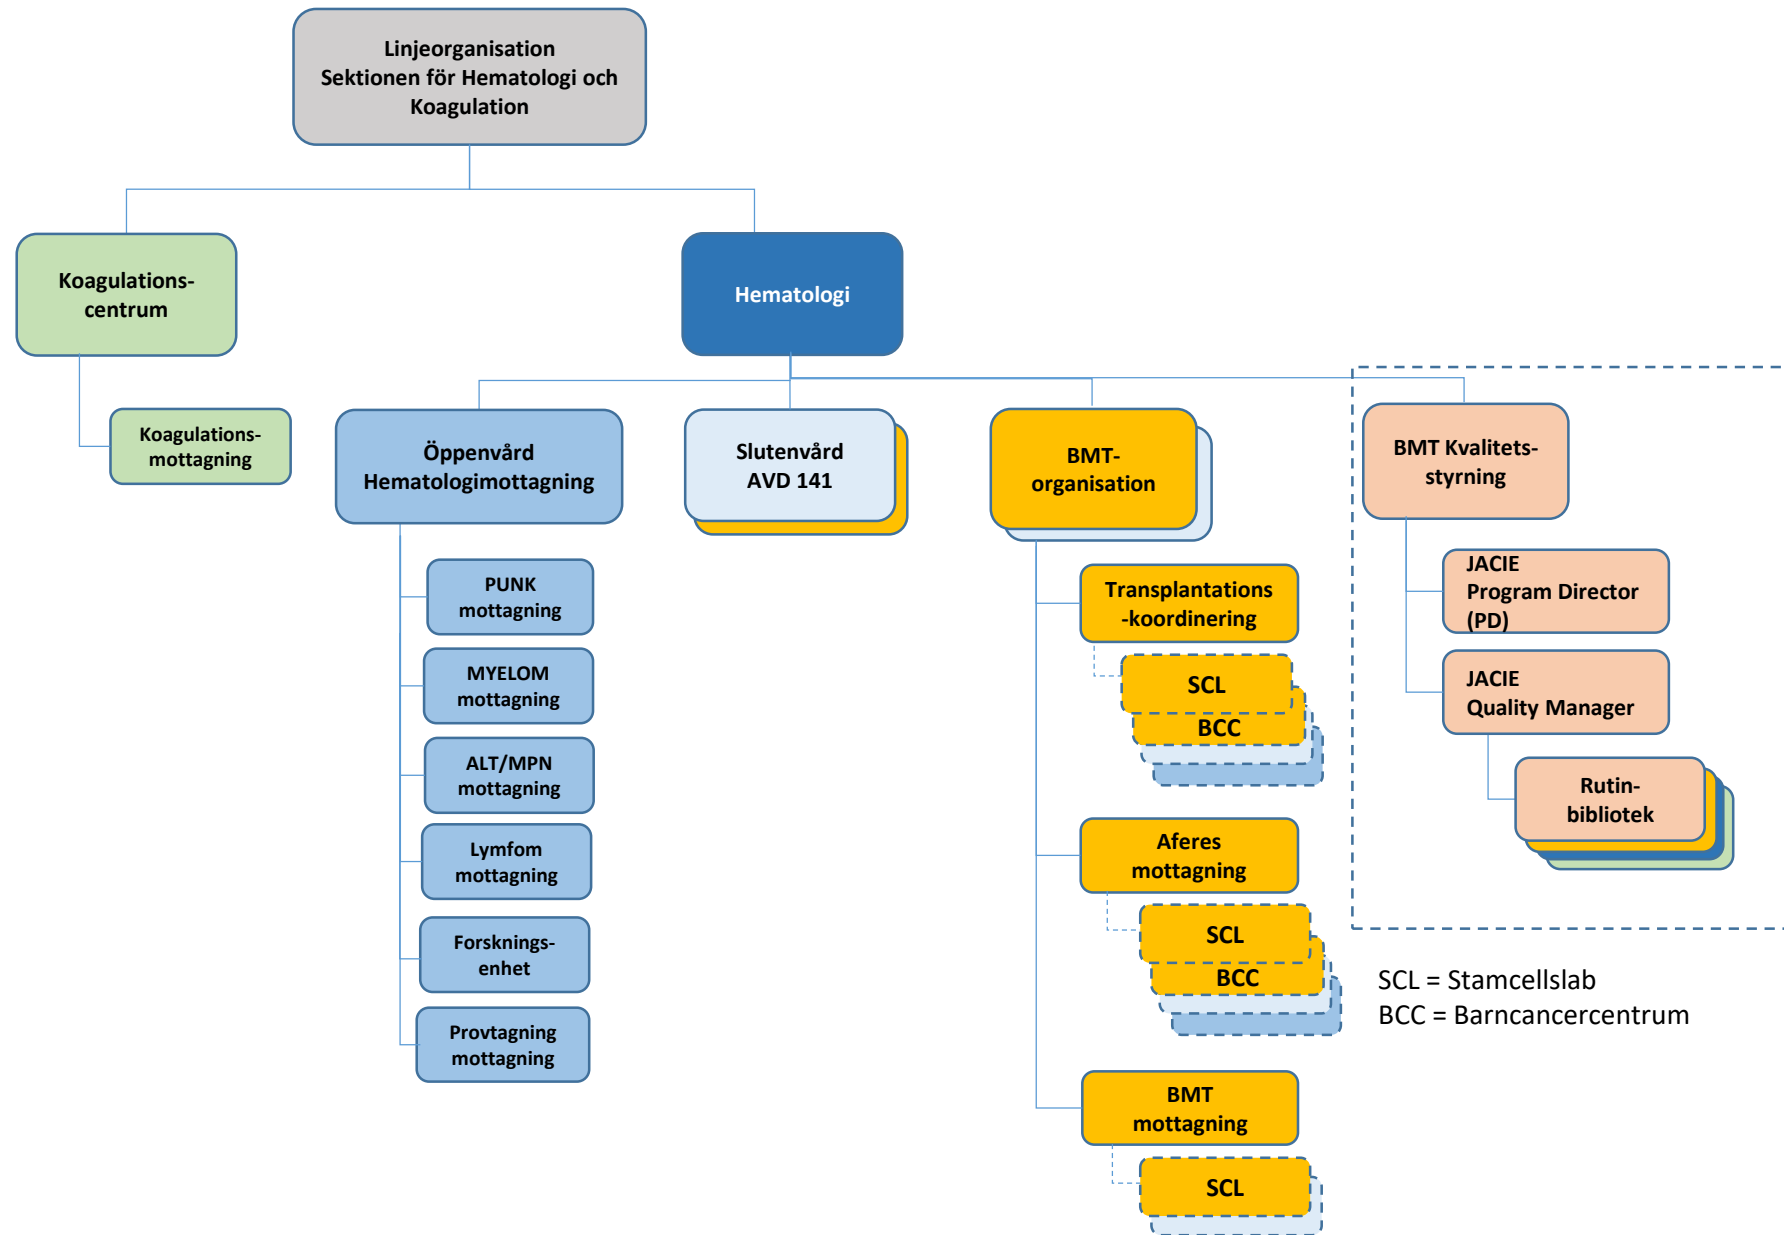 Linjeorganisation
Sektionen för Hematologi och
Koagulation
Koagulations-
centrum
Hematologi
Koagulations-
mottagning
Öppenvård
Hematologimottagning
Slutenvård
AVD 141
BMT-
organisation
BMT Kvalitets-
styrning
PUNK
mottagning
MYELOM
mottagning
ALT/MPN
mottagning
Lymfom
mottagning
Forsknings-
enhet
Provtagning
mottagning
Transplantations
-koordinering
SCL
BCC
Aferes
mottagning
SCL
BCC
BMT
mottagning
SCL
JACIE
Program Director
(PD)
JACIE
Quality Manager
Rutin-
bibliotek
SCL = Stamcellslab
BCC = Barncancercentrum